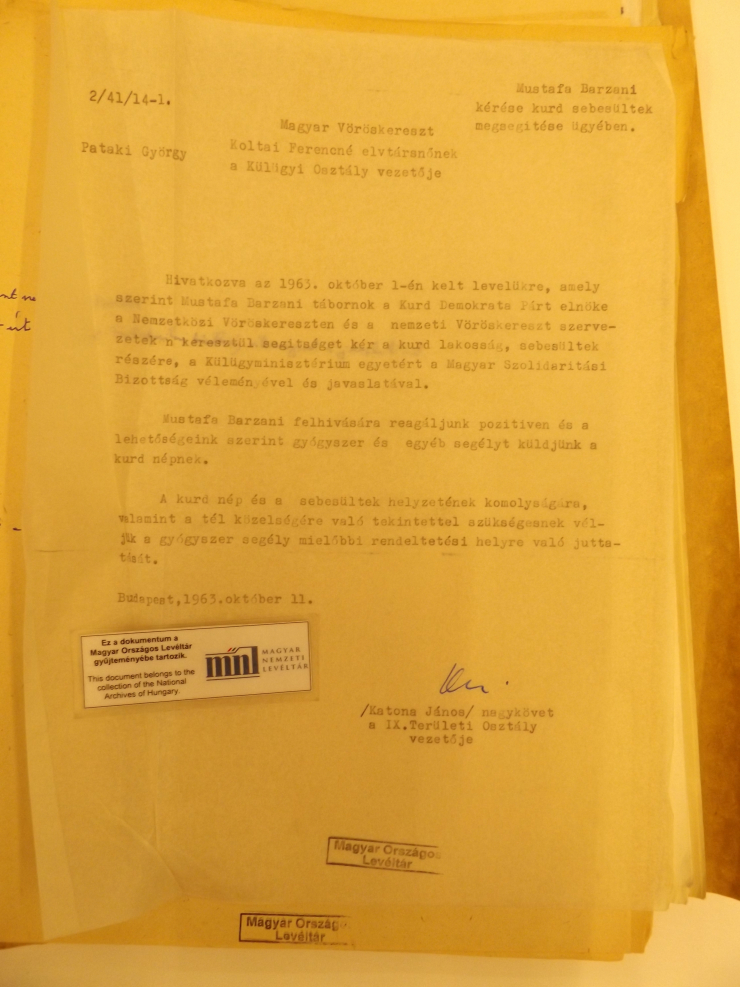 2/41/14-1.
Mustafa Barzani
kérése kurd sebesültek
megsegitése ügyében.
Magyar Vöröskereszt
Pataki György
Koltai Ferencné elvtársnőnek
a Külügyi Osztály vezetője
Hivatkozva az 1963. október 1-én kelt levelükre, amely
szerint Mustafa Barzani tábornok a Kurd Demokrata Párt elnöke
a Nemzetközi Vöröskereszten és a nemzeti Vöröskereszt szerve-
zetek n keresztül segitséget kér a kurd lakosság, sebesültek
részére, a Külügyminisztérium egyetért a Magyar Szolidaritási
Bizottság véleményével és javaslatával.
Mustafa Barzani felhivására reagáljunk pozitiven és a
lehetőségeink szerint gyógyszer és egyéb segélyt küldjünk a
kurd népnek.
A kurd nép és a sebesültek helyzetének komolyságára,
valamint a tél közelségére való tekintettel szükségesnek vél-
jük a gyógyszer segély mielőbbi rendeltetési helyre való jutta-
tását.
Budapest,1963.október 11.
Ez a dokumentum a
Magyar Országos Levéltár
gyűjteményébe tartozik.
This document belongs to the
collection of the National
Archives of Hungary.
mnl
MAGYAR
NEMZETI
LEVÉLTÁR
/Katona János/ nagykövet
a IX.Területi Osztály
vezetője
Magyar Országos
Levéltár
MagyarOrszág
Levéltár